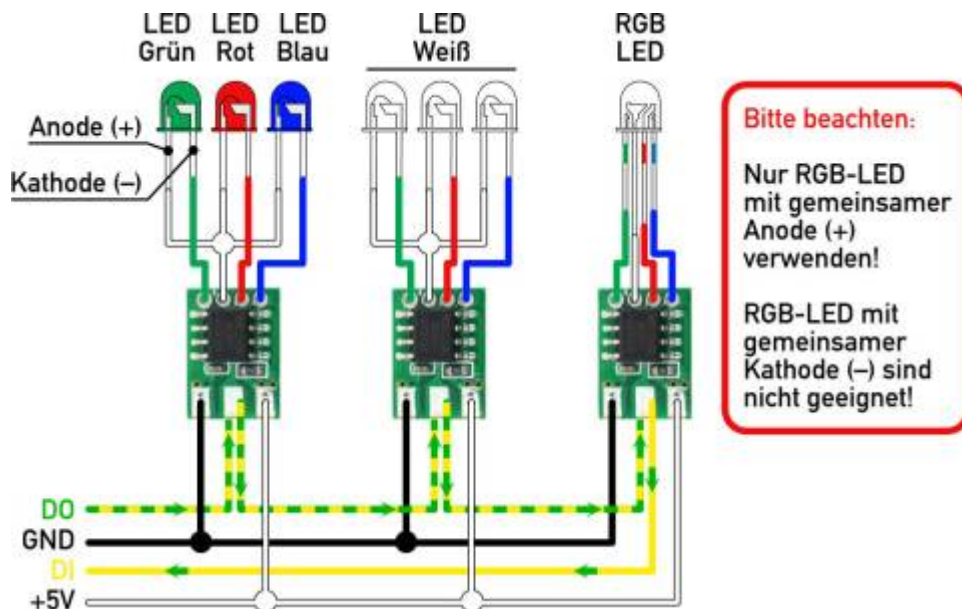 LED
Grün
LED
Rot
LED
Blau
LED
Weiß
RGB
LED
Anode (+)
Kathode (–)
Bitte beachten:
Nur RGB-LED
mit gemeinsamer
Anode (+)
verwenden!
RGB-LED mit
gemeinsamer
Kathode (–) sind
nicht geeignet!
DO
GND
DI
+5V